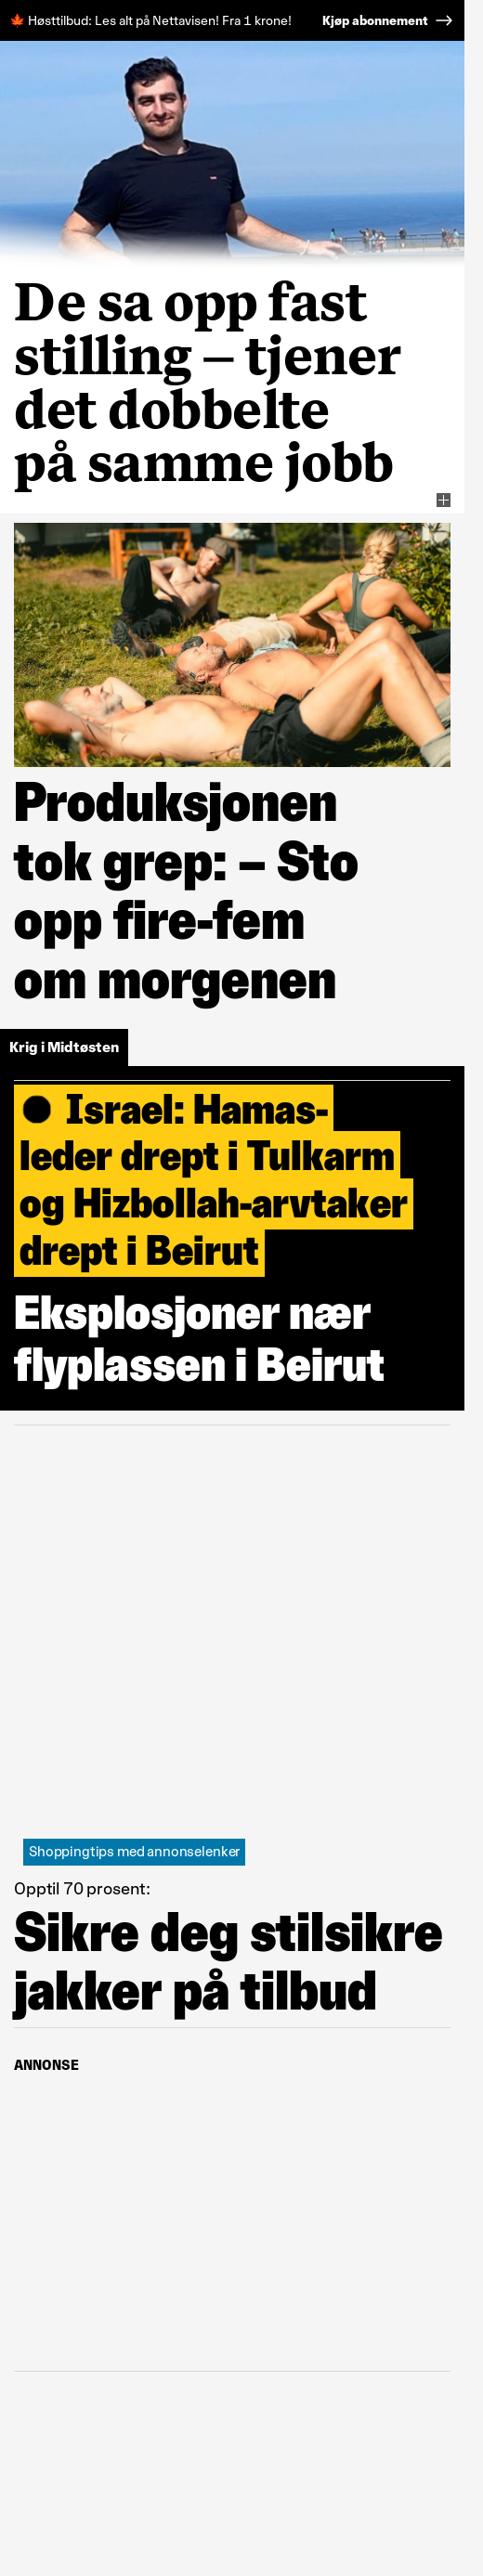 🍁 Høsttilbud: Les alt på Nettavisen! Fra 1 krone! Kjøp abonnement →
De sa opp fast
stilling – tjener
det dobbelte
på samme jobb
Produksjonen
tok grep: – Sto
opp fire-fem
om morgenen
Krig i Midtøsten
Israel: Hamas-
leder drept i Tulkarm
og Hizbollah-arvtaker
drept i Beirut
Eksplosjoner nær
flyplassen i Beirut
Shoppingtips med annonselenker
Opptil 70 prosent:
Sikre deg stilsikre
jakker på tilbud
ANNONSE